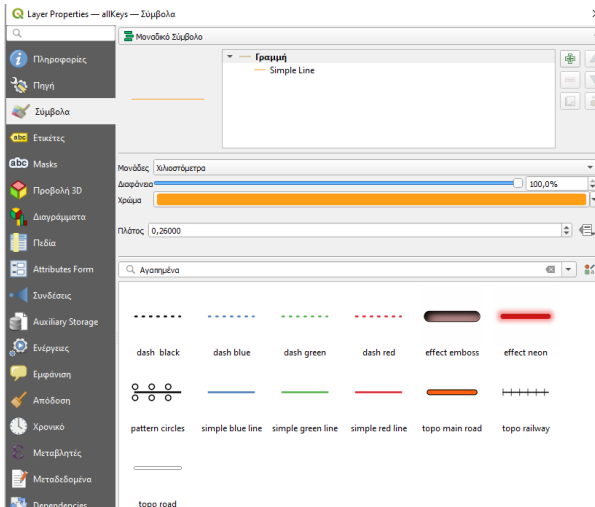 Layer Properties — allKeys — Σύμβολα
Πληροφορίες
Πηγή
Σύμβολα
abc Ετικέτες
abc Masks
Προβολή 3D
Διαγράμματα
Πεδία
Attributes Form
Συνδέσεις
Auxiliary Storage
Ενέργειες
Εμφάνιση
Απόδοση
Χρονικό
Μεταβλητές
Μεταδεδομένα
Dependencies
Μοναδικό Σύμβολο
Γραμμή
Simple Line
Μονάδες Χιλιοστόμετρα
Διαφάνεια 100,0%
Χρώμα
Πλάτος 0,26000
Αγαπημένα
dash black dash blue dash green dash red effect emboss effect neon
pattern circles simple blue line simple green line simple red line topo main road topo railway
topo road